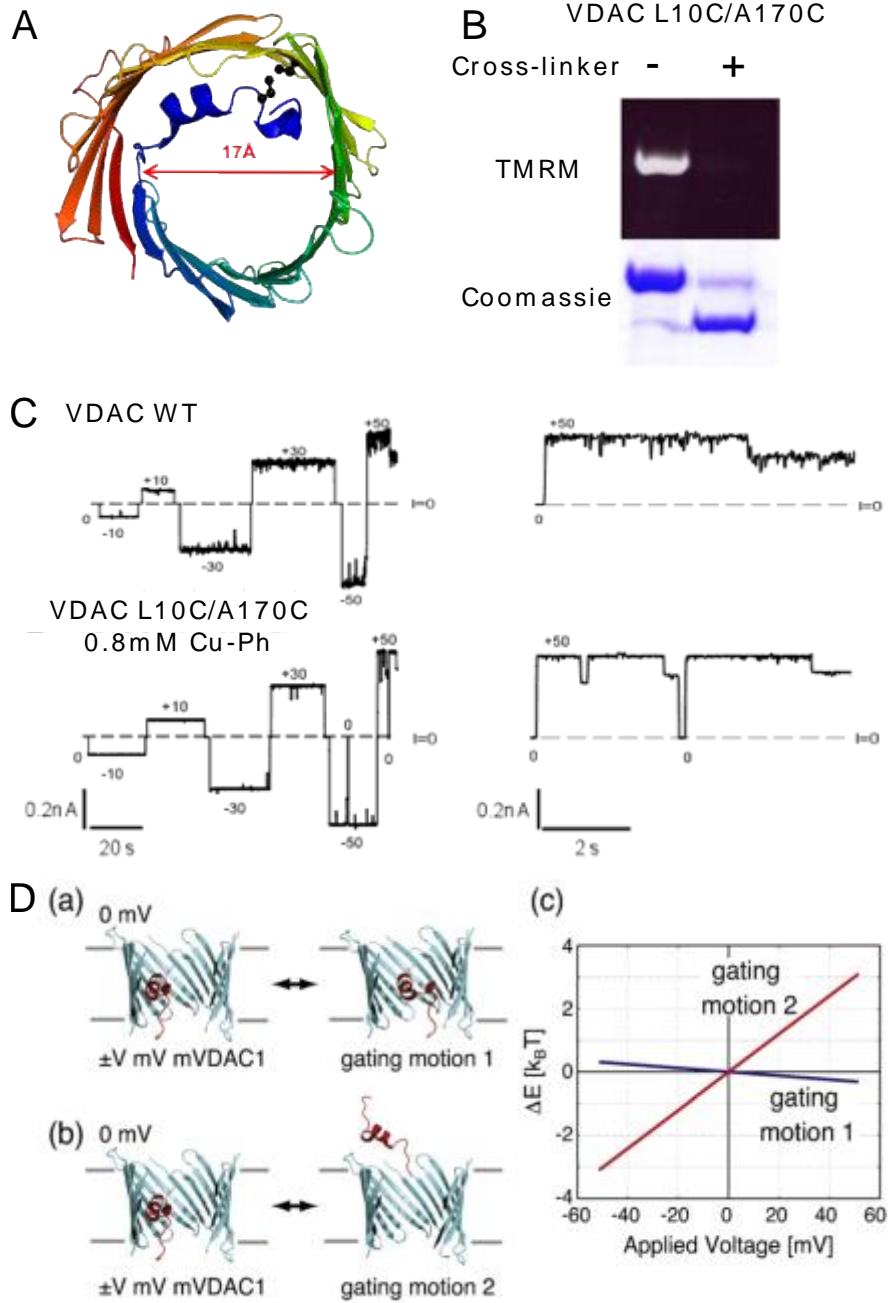 A
17Å
B
VDAC L10C/A170C
Cross-linker - +
TMRM
Coomassie
C
VDAC WT
0
-10
+10
-30
+30
-50
+50
I=0
+50
0
I=0
VDAC L10C/A170C
0.8mM Cu-Ph
0
-10
+10
-30
+30
0
-50
+50
0
I=0
0.2nA
20 s
+50
0
0
I=0
0.2nA
2 s
D
(a)
0 mV
±V mV mVDAC1
gating motion 1
(b)
0 mV
±V mV mVDAC1
gating motion 2
(c)
4
2
0
-2
-4
ΔE [kBT]
gating
motion 2
gating
motion 1
-60 -40 -20 0 20 40 60
Applied Voltage [mV]